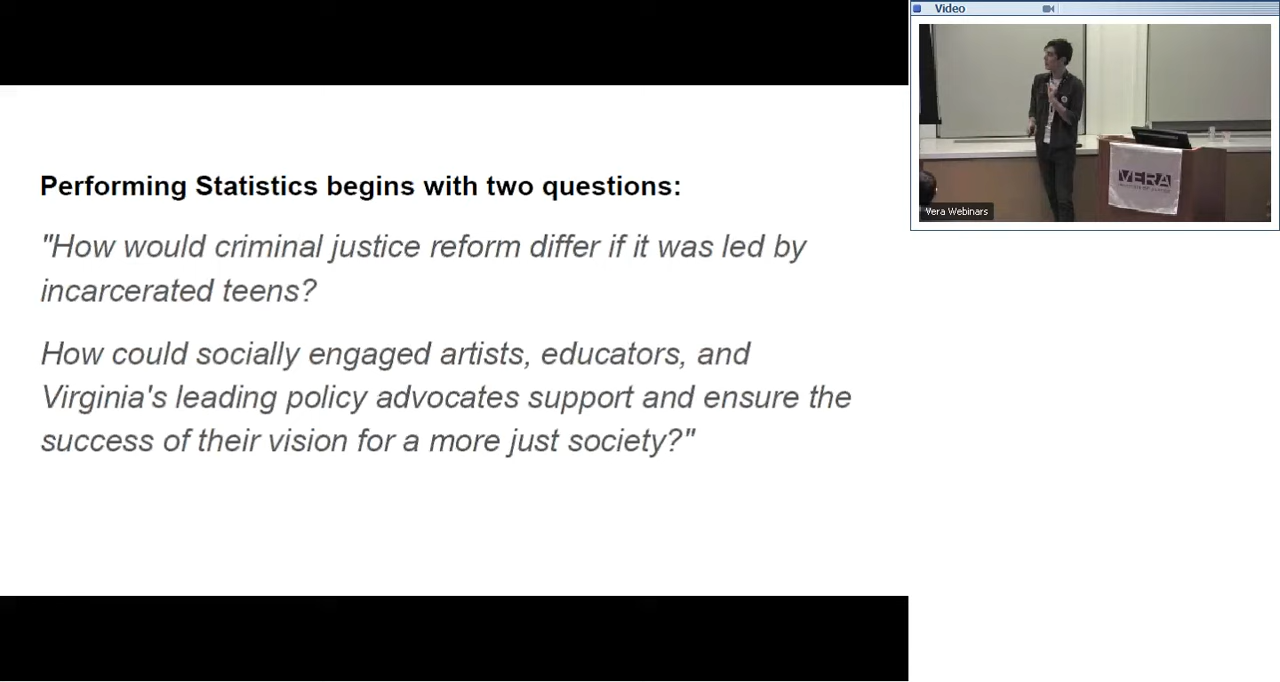 Video
Performing Statistics begins with two questions:
"How would criminal justice reform differ if it was led by
incarcerated teens?
How could socially engaged artists, educators, and
Virginia's leading policy advocates support and ensure the
success of their vision for a more just society?"
VERA
Vera Webinars